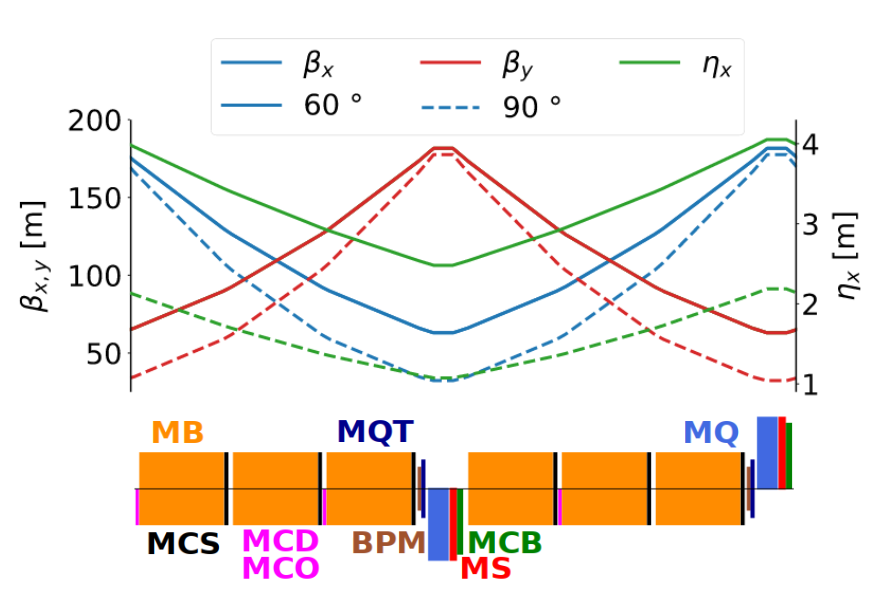 βx βy ηx
60 ° 90 °
200 4
150 3
100 2
50 1
βx,y [m]
ηx [m]
MB MQT MQ
MCS MCD BPM MCB
MCO MS